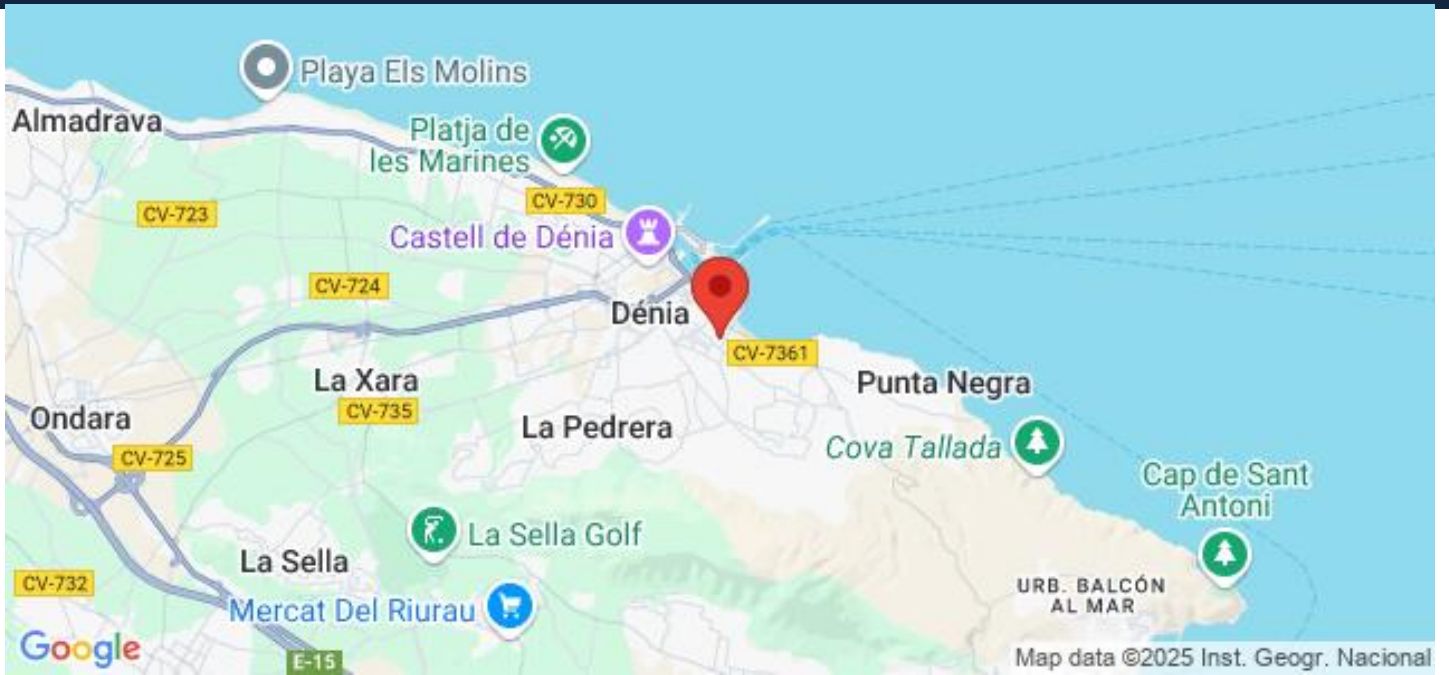 Playa Els Molins
Almadrava
Platja de
les Marines
CV-730
CV-723
Castell de Dénia
CV-724
Dénia
CV-7361
La Xara
Punta Negra
CV-735
Ondara
La Pedrera
Cova Tallada
CV-725
Cap de Sant
Antoni
La Sella Golf
La Sella
CV-732
URB. BALCÓN
AL MAR
Mercat Del Riurau
Google
E-15
Map data ©2025 Inst. Geogr. Nacional